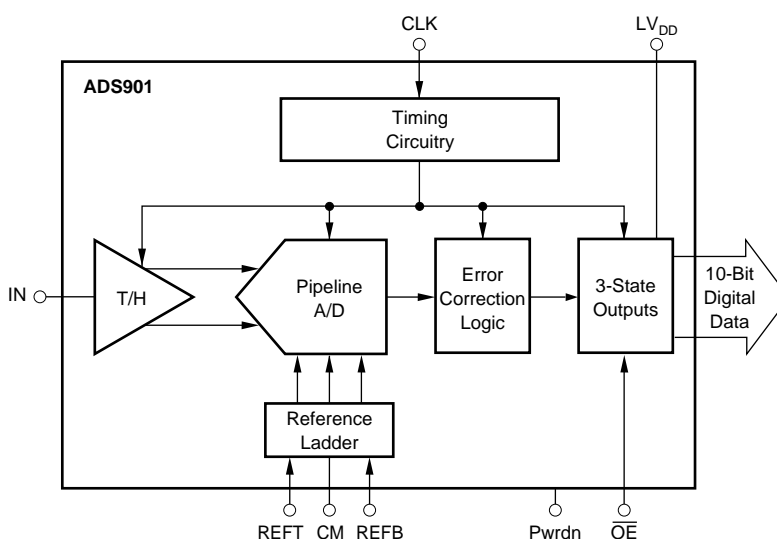 CLK
LVDD
ADS901
Timing
Circuitry
IN
T/H
Pipeline
A/D
Error
Correction
Logic
3-State
Outputs
10-Bit
Digital
Data
Reference
Ladder
REFT
CM
REFB
Pwrdn
O̅E̅